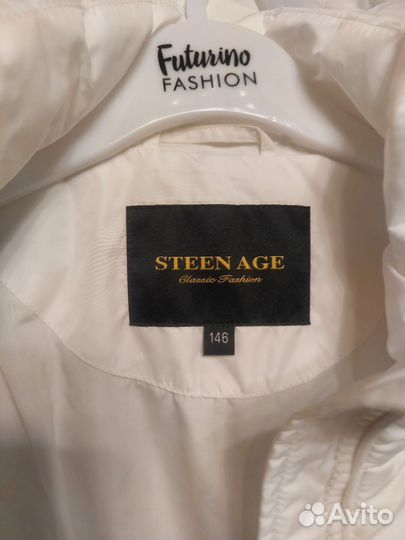 Futurino
FASHION
STEEN AGE
Classic Fashion
146
Avito